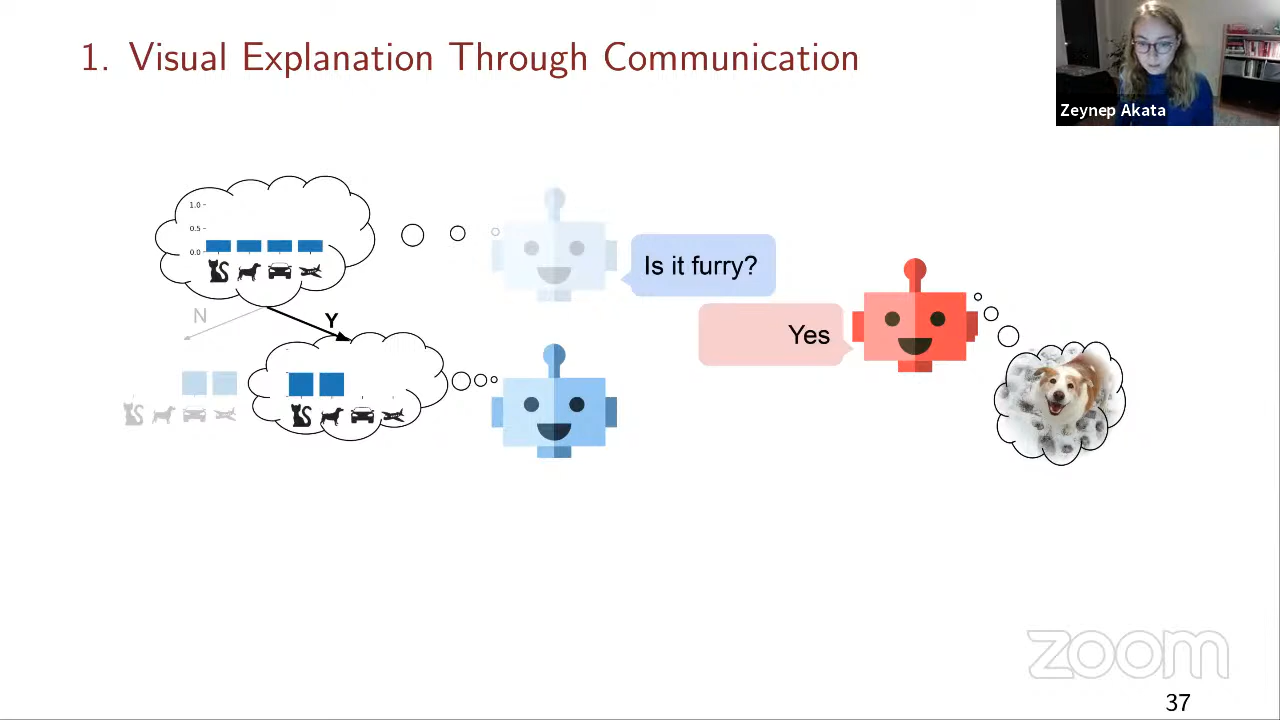 1. Visual Explanation Through Communication
Zeynep Akata
1.0
0.5
0.0
Is it furry?
N
Y
Yes
zoom
37